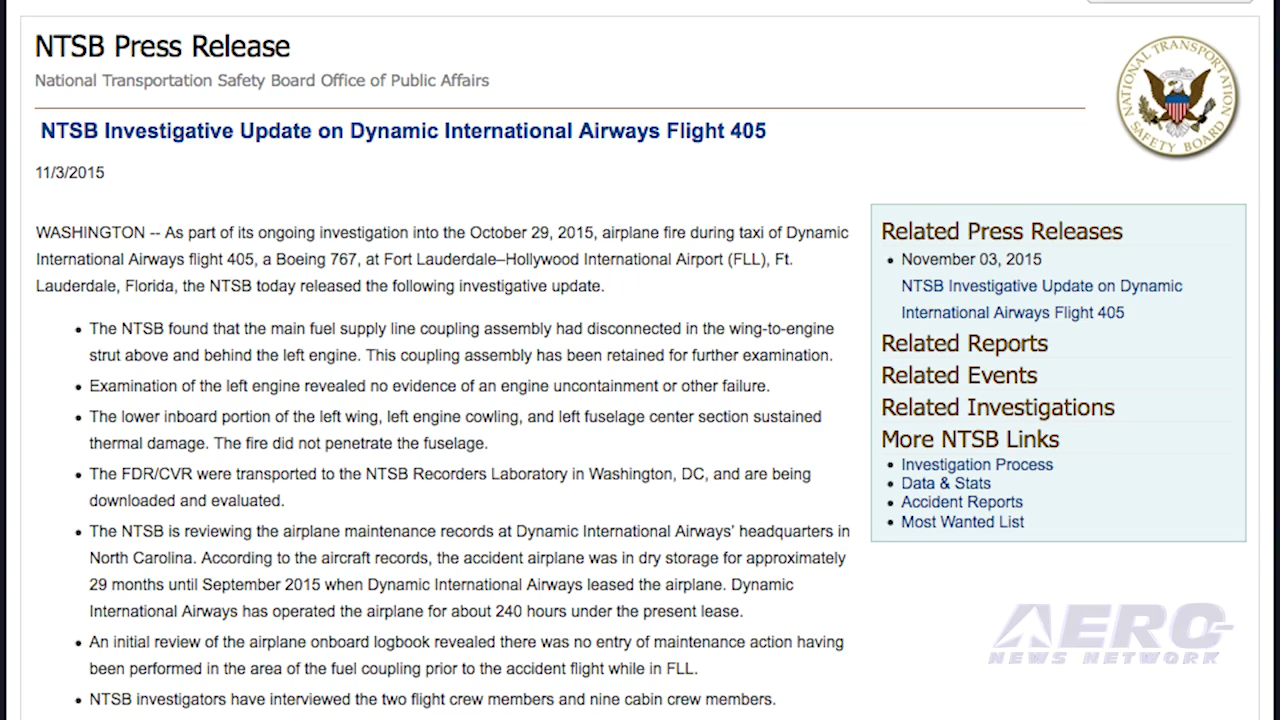 NTSB Press Release
National Transportation Safety Board Office of Public Affairs
NTSB Investigative Update on Dynamic International Airways Flight 405
11/3/2015
WASHINGTON -- As part of its ongoing investigation into the October 29, 2015, airplane fire during taxi of Dynamic
International Airways flight 405, a Boeing 767, at Fort Lauderdale–Hollywood International Airport (FLL), Ft.
Lauderdale, Florida, the NTSB today released the following investigative update.
• The NTSB found that the main fuel supply line coupling assembly had disconnected in the wing-to-engine
strut above and behind the left engine. This coupling assembly has been retained for further examination.
• Examination of the left engine revealed no evidence of an engine uncontainment or other failure.
• The lower inboard portion of the left wing, left engine cowling, and left fuselage center section sustained
thermal damage. The fire did not penetrate the fuselage.
• The FDR/CVR were transported to the NTSB Recorders Laboratory in Washington, DC, and are being
downloaded and evaluated.
• The NTSB is reviewing the airplane maintenance records at Dynamic International Airways' headquarters in
North Carolina. According to the aircraft records, the accident airplane was in dry storage for approximately
29 months until September 2015 when Dynamic International Airways leased the airplane. Dynamic
International Airways has operated the airplane for about 240 hours under the present lease.
• An initial review of the airplane onboard logbook revealed there was no entry of maintenance action having
been performed in the area of the fuel coupling prior to the accident flight while in FLL.
• NTSB investigators have interviewed the two flight crew members and nine cabin crew members.
NATIONAL TRANSPORTATION
SAFETY BOARD
Related Press Releases
• November 03, 2015
NTSB Investigative Update on Dynamic
International Airways Flight 405
Related Reports
Related Events
Related Investigations
More NTSB Links
• Investigation Process
• Data & Stats
• Accident Reports
• Most Wanted List
AERO
NEWS NETWORK